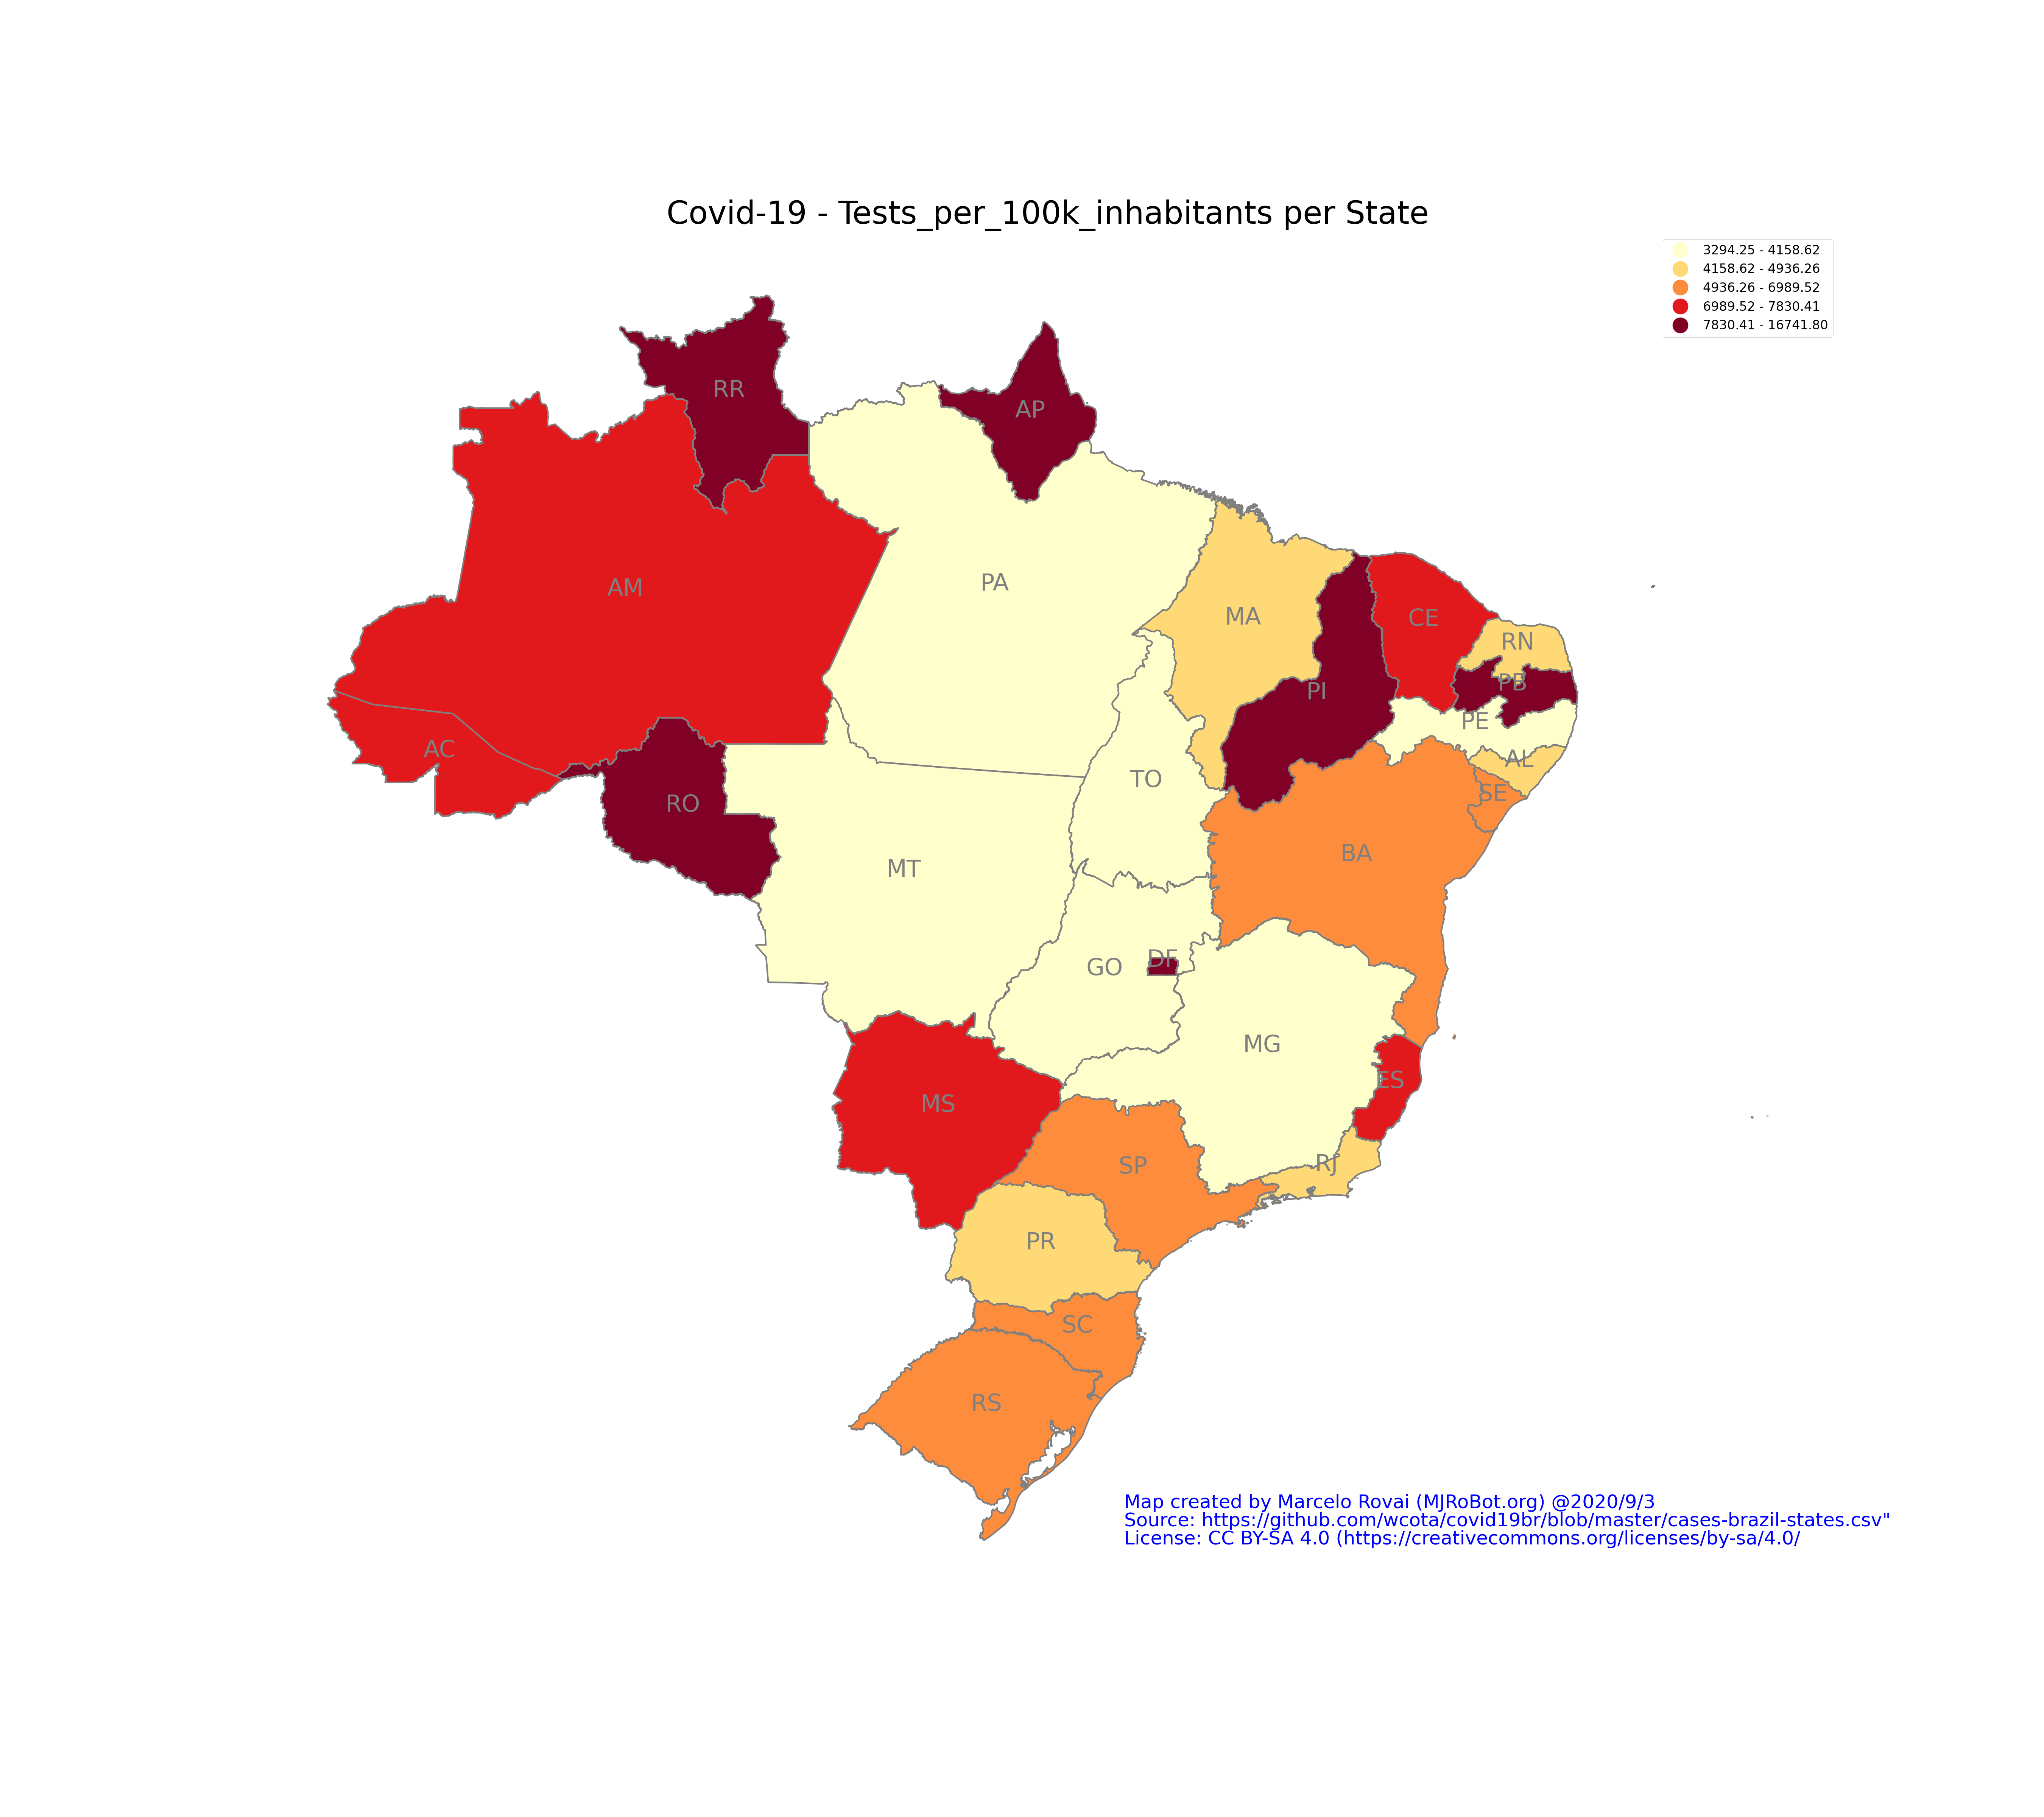 Covid-19 - Tests_per_100k_inhabitants per State
3294.25 - 4158.62
4158.62 - 4936.26
4936.26 - 6989.52
6989.52 - 7830.41
7830.41 - 16741.80
RR
AP
AM
PA
MA
CE
RN
PB
PI
PE
AC
AL
TO
SE
RO
BA
MT
DF
GO
MG
ES
MS
SP
RJ
PR
SC
RS
Map created by Marcelo Rovai (MJRoBot.org) @2020/9/3
Source: https://github.com/wcota/covid19br/blob/master/cases-brazil-states.csv"
License: CC BY-SA 4.0 (https://creativecommons.org/licenses/by-sa/4.0/